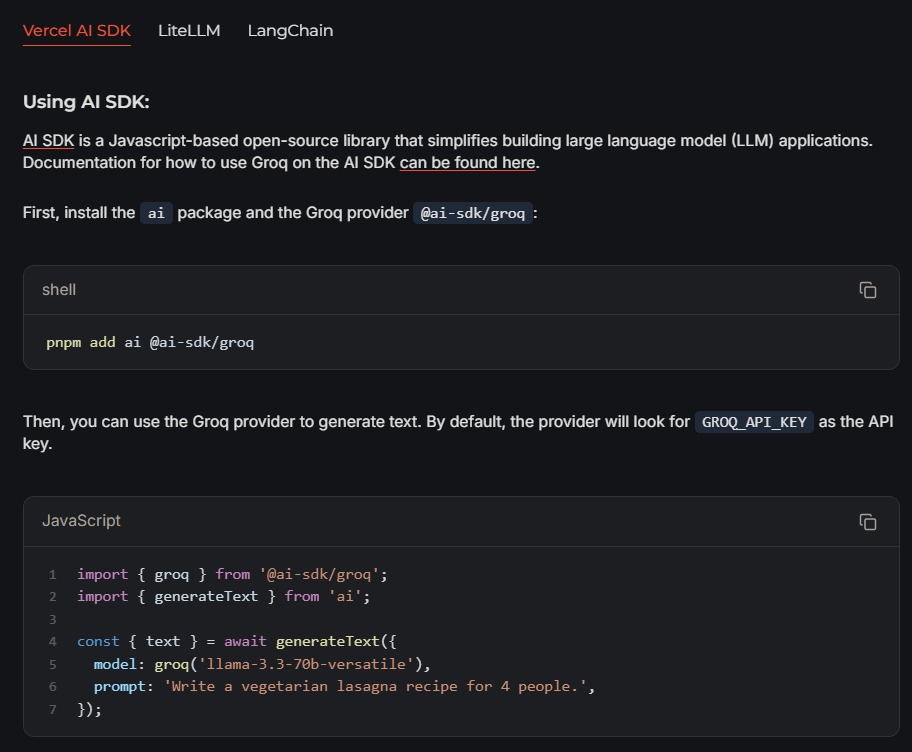 Vercel AI SDK LiteLLM LangChain
Using AI SDK:
AI SDK is a Javascript-based open-source library that simplifies building large language model (LLM) applications.
Documentation for how to use Groq on the AI SDK can be found here.
First, install the ai package and the Groq provider @ai-sdk/groq:
shell
pnpm add ai @ai-sdk/groq
Then, you can use the Groq provider to generate text. By default, the provider will look for GROQ_API_KEY as the API
key.
JavaScript
1 import { groq } from '@ai-sdk/groq';
2 import { generateText } from 'ai';
3
4 const { text } = await generateText({
5   model: groq('llama-3.3-70b-versatile'),
6   prompt: 'Write a vegetarian lasagna recipe for 4 people.',
7 });